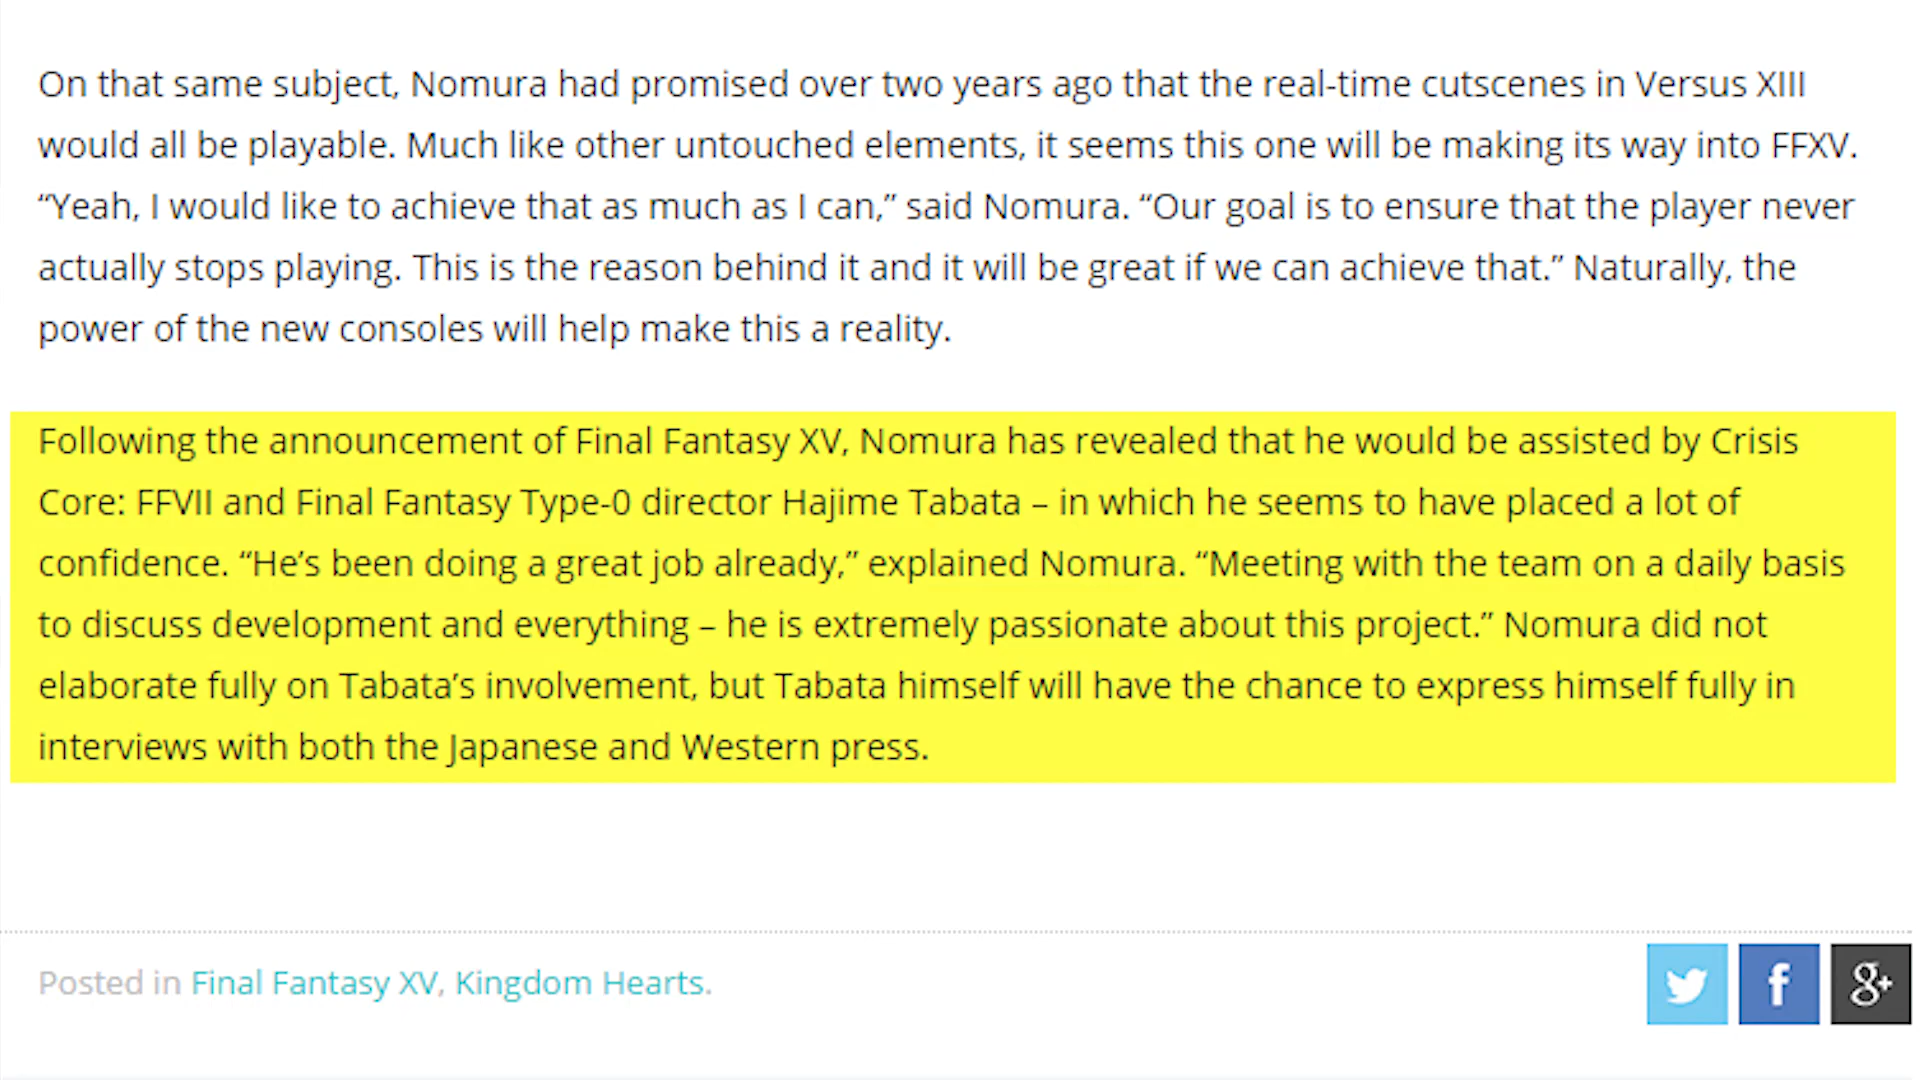 On that same subject, Nomura had promised over two years ago that the real-time cutscenes in Versus XIII
would all be playable. Much like other untouched elements, it seems this one will be making its way into FFXV.
“Yeah, I would like to achieve that as much as I can,” said Nomura. “Our goal is to ensure that the player never
actually stops playing. This is the reason behind it and it will be great if we can achieve that.” Naturally, the
power of the new consoles will help make this a reality.
Following the announcement of Final Fantasy XV, Nomura has revealed that he would be assisted by Crisis
Core: FFVII and Final Fantasy Type-0 director Hajime Tabata – in which he seems to have placed a lot of
confidence. “He’s been doing a great job already,” explained Nomura. “Meeting with the team on a daily basis
to discuss development and everything – he is extremely passionate about this project.” Nomura did not
elaborate fully on Tabata’s involvement, but Tabata himself will have the chance to express himself fully in
interviews with both the Japanese and Western press.
Posted in Final Fantasy XV, Kingdom Hearts.
f
g+